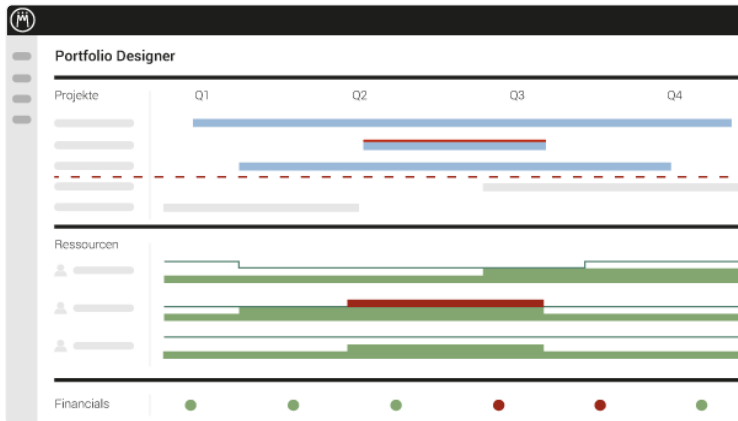 Portfolio Designer
Projekte Q1 Q2 Q3 Q4
Ressourcen
Financials